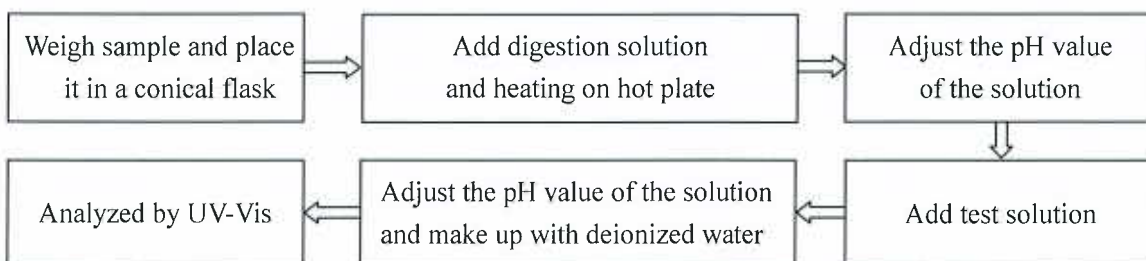 Weigh sample and place
it in a conical flask
Add digestion solution
and heating on hot plate
Adjust the pH value
of the solution
Add test solution
Adjust the pH value of the solution
and make up with deionized water
Analyzed by UV-Vis